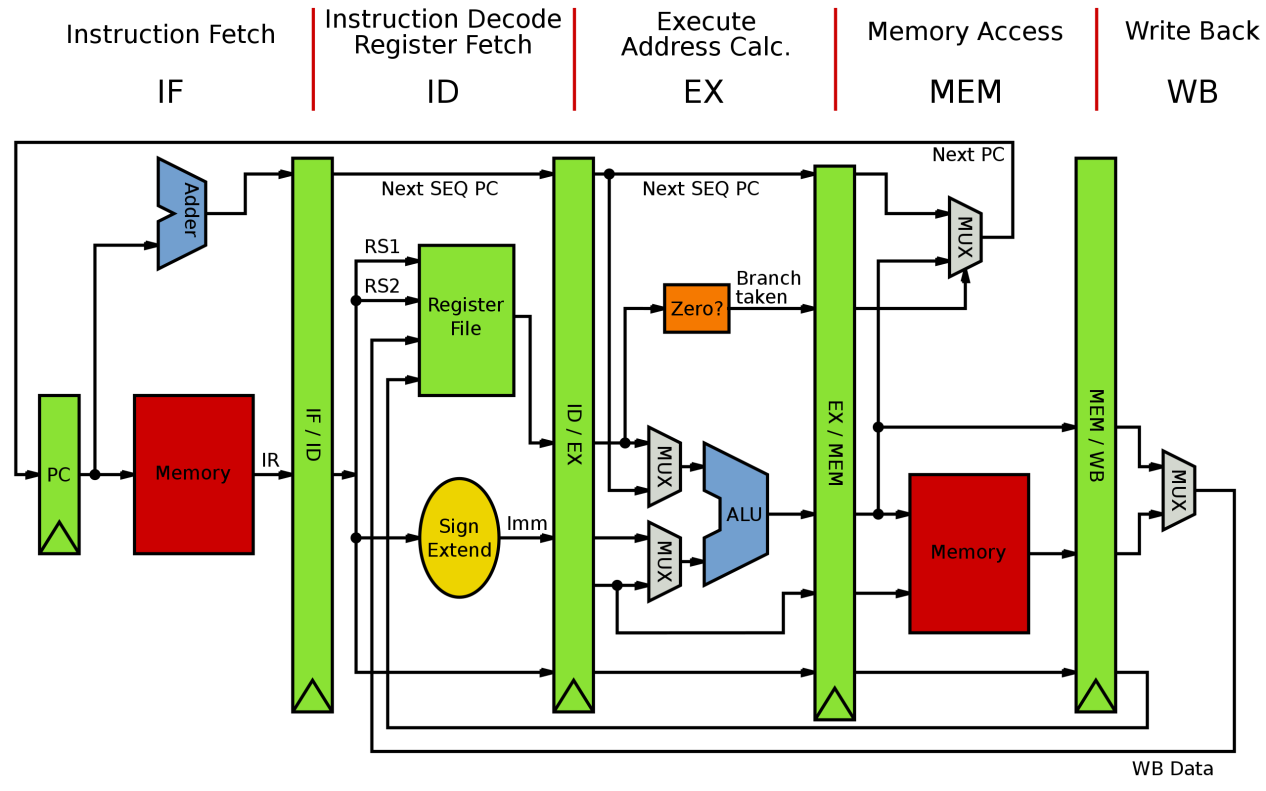 Instruction Fetch
IF
Instruction Decode
Register Fetch
ID
Execute
Address Calc.
EX
Memory Access
MEM
Write Back
WB
Next PC
Adder
Next SEQ PC
Next SEQ PC
MUX
RS1
RS2
Register
File
Branch
taken
Zero?
IF / ID
ID / EX
EX / MEM
MEM / WB
PC
Memory
IR
MUX
ALU
MUX
Sign
Extend
Imm
MUX
Memory
WB Data